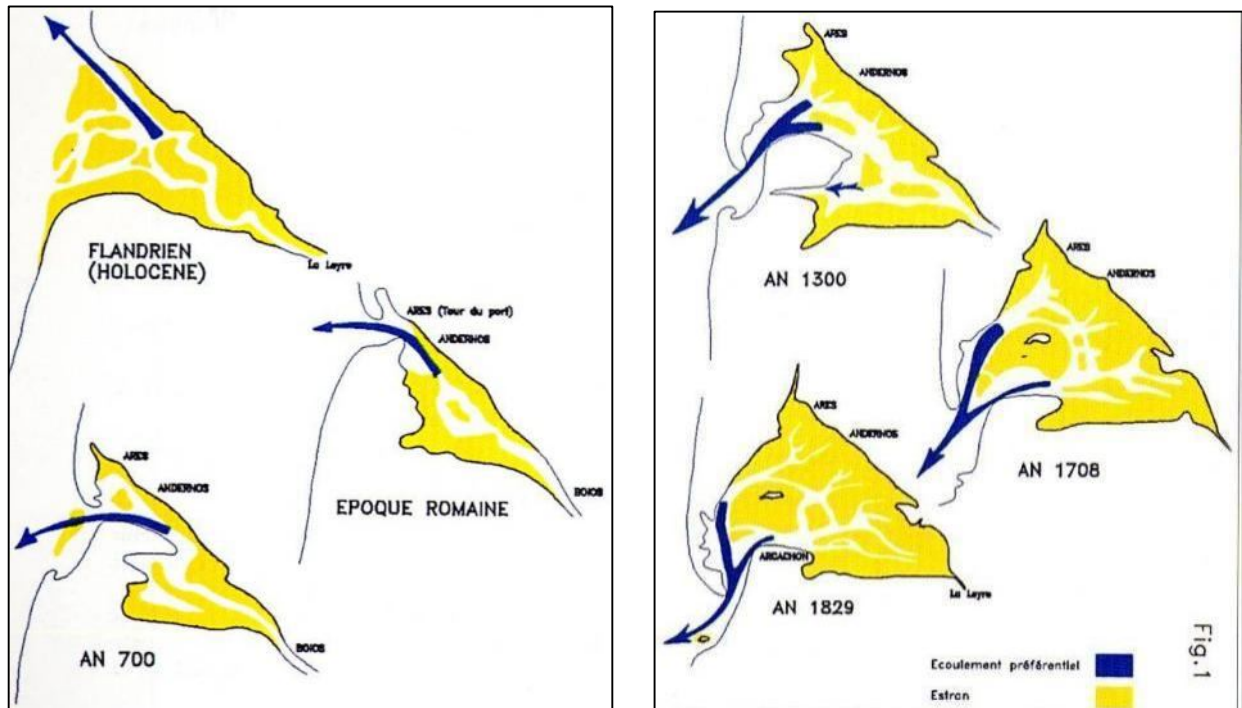 FLANDRIEN
(HOLOCENE)
La Leyre
ARES (Tour du port)
ANDERNOS
BOIOS
EPOQUE ROMAINE
ARES
ANDERNOS
BOIOS
AN 700
ARES
ANDERNOS
AN 1300
ARES
ANDERNOS
AN 1708
ARES
ANDERNOS
ARCACHON
La Leyre
AN 1829
Fig.1
Ecoulement préférentiel
Estran